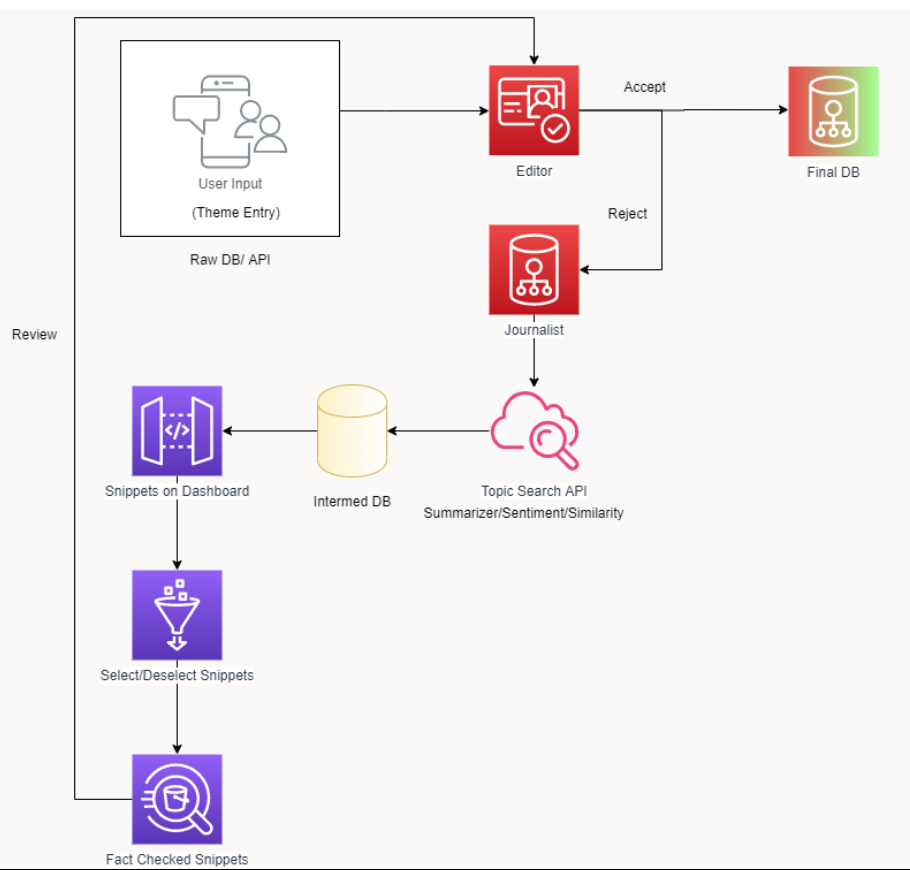 Accept
User Input
(Theme Entry)
Editor
Final DB
Reject
Raw DB/ API
Journalist
Review
Snippets on Dashboard
Intermed DB
Topic Search API
Summarizer/Sentiment/Similarity
Select/Deselect Snippets
Fact Checked Snippets